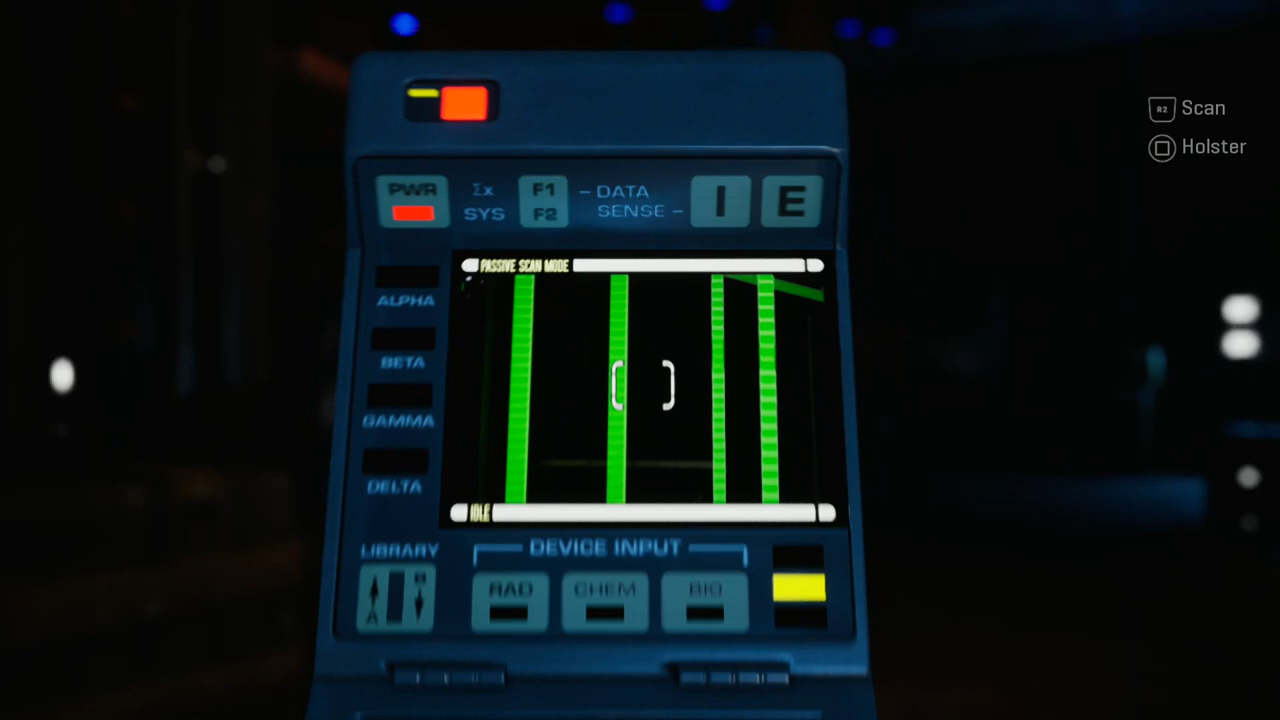 R2 Scan
Holster
PWR
Σx
SYS
F1
F2
– DATA
SENSE –
I
E
PASSIVE SCAN MODE
ALPHA
BETA
GAMMA
DELTA
IDLE
LIBRARY
DEVICE INPUT
A
B
RAD
CHEM
BIO